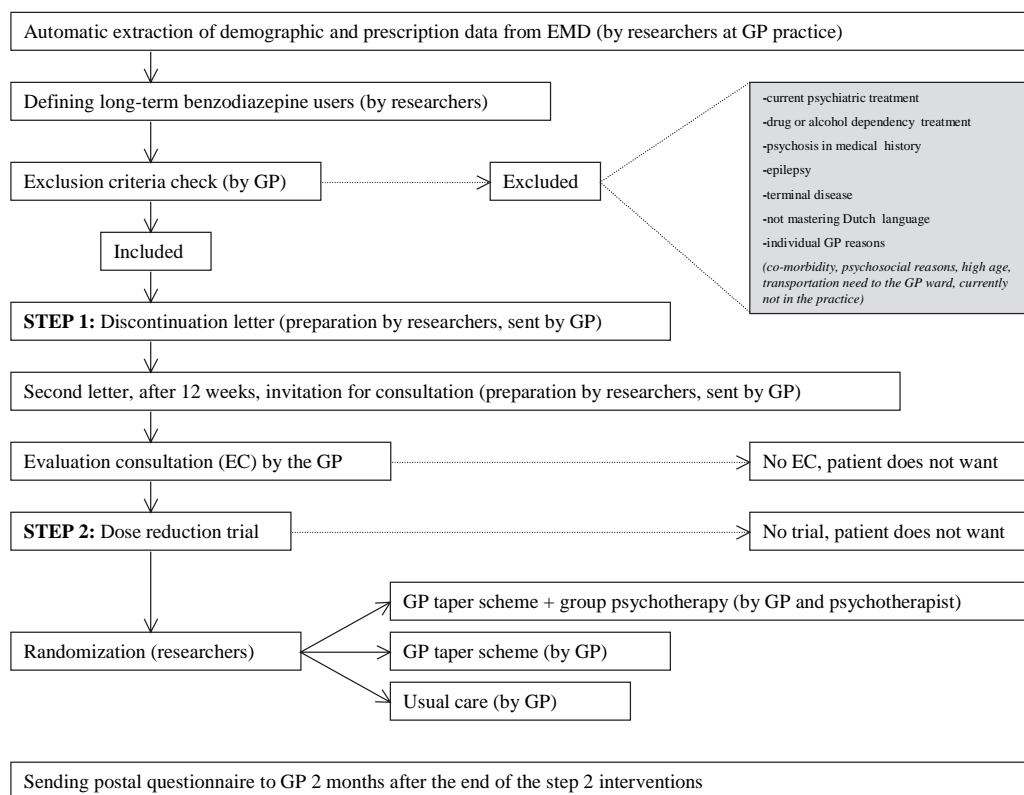 Automatic extraction of demographic and prescription data from EMD (by researchers at GP practice)
Defining long-term benzodiazepine users (by researchers)
Exclusion criteria check (by GP)
Excluded
-current psychiatric treatment
-drug or alcohol dependency treatment
-psychosis in medical history
-epilepsy
-terminal disease
-not mastering Dutch language
-individual GP reasons
(co-morbidity, psychosocial reasons, high age,
transportation need to the GP ward, currently
not in the practice)
Included
STEP 1: Discontinuation letter (preparation by researchers, sent by GP)
Second letter, after 12 weeks, invitation for consultation (preparation by researchers, sent by GP)
Evaluation consultation (EC) by the GP
No EC, patient does not want
STEP 2: Dose reduction trial
No trial, patient does not want
Randomization (researchers)
GP taper scheme + group psychotherapy (by GP and psychotherapist)
GP taper scheme (by GP)
Usual care (by GP)
Sending postal questionnaire to GP 2 months after the end of the step 2 interventions